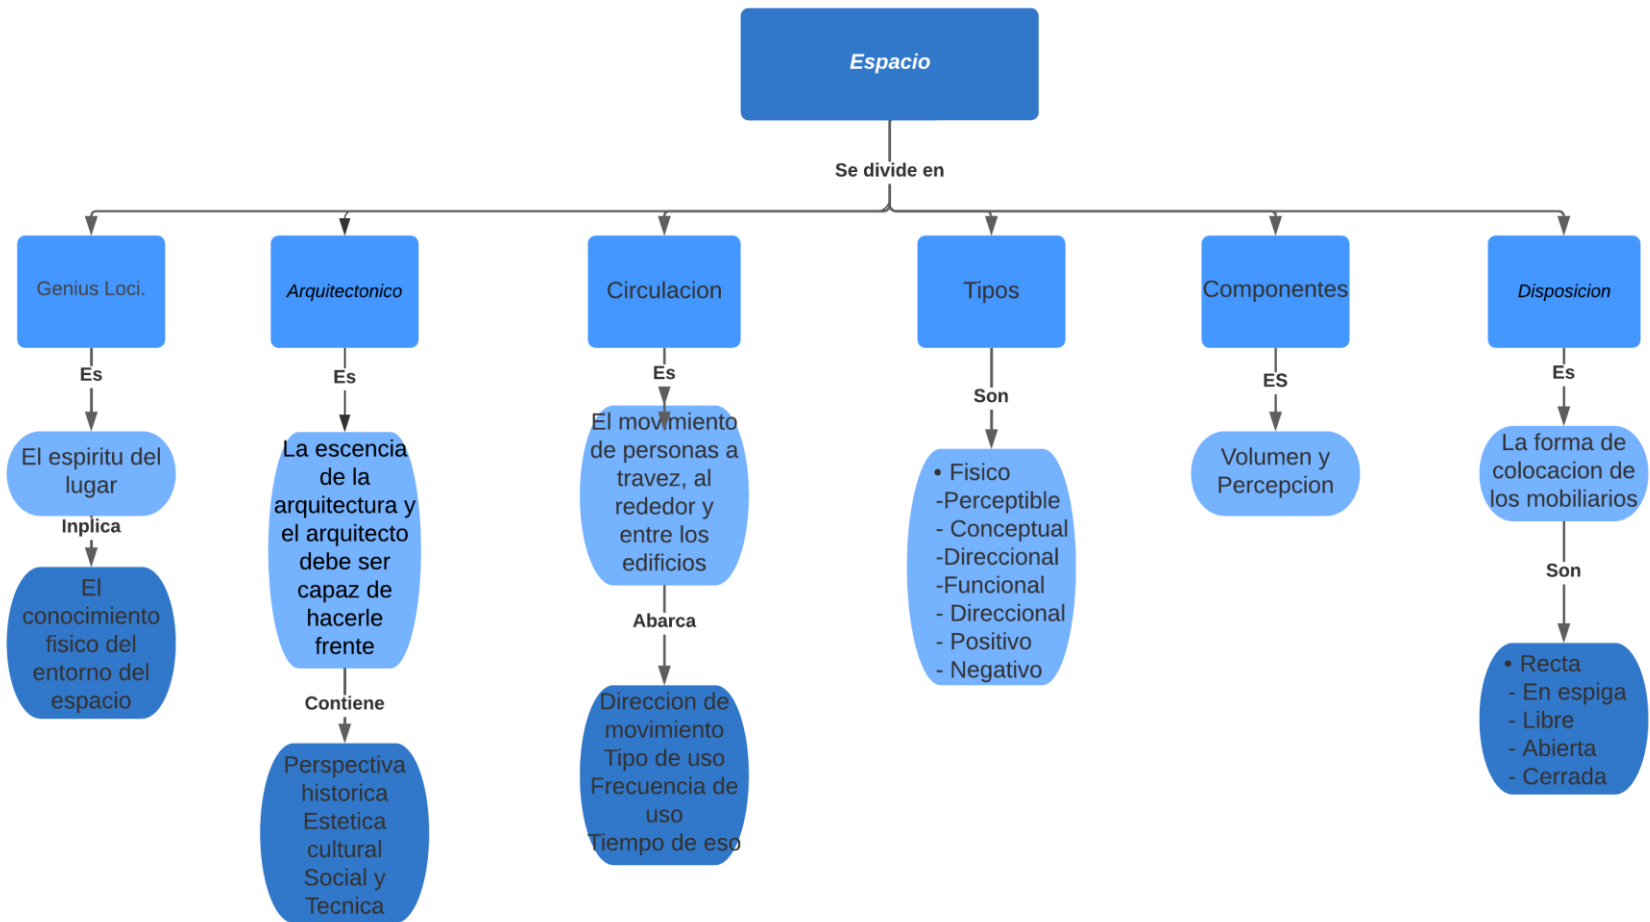 Espacio
Se divide en
Genius Loci.
Arquitectonico
Circulacion
Tipos
Componentes
Disposicion
Es
Es
Es
Son
ES
Es
El espiritu del
lugar
Inplica
El
conocimiento
fisico del
entorno del
espacio
La escencia
de la
arquitectura y
el arquitecto
debe ser
capaz de
hacerle
frente
Contiene
Perspectiva
historica
Estetica
cultural
Social y
Tecnica
El movimiento
de personas a
travez, al
rededor y
entre los
edificios
Abarca
Direccion de
movimiento
Tipo de uso
Frecuencia de
uso
Tiempo de eso
• Fisico
-Perceptible
- Conceptual
-Direccional
-Funcional
- Direccional
- Positivo
- Negativo
Volumen y
Percepcion
La forma de
colocacion de
los mobiliarios
Son
• Recta
- En espiga
- Libre
- Abierta
- Cerrada